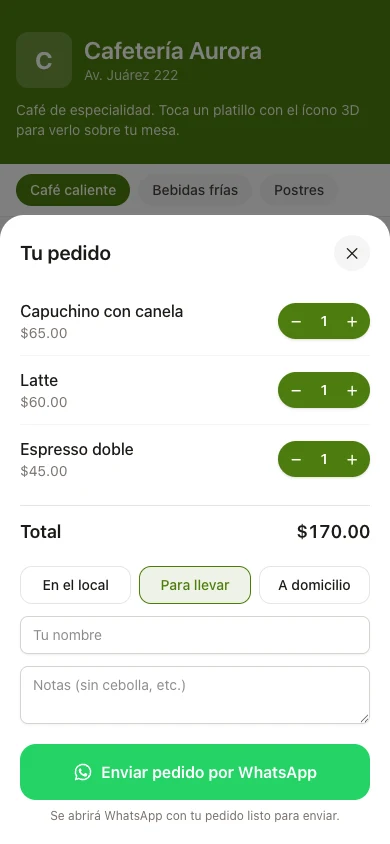 C
Cafetería Aurora
Av. Juárez 222
Café de especialidad. Toca un platillo con el ícono 3D
para verlo sobre tu mesa.
Café caliente
Bebidas frías
Postres
Tu pedido
Capuchino con canela
$65.00
− 1 +
Latte
$60.00
− 1 +
Espresso doble
$45.00
− 1 +
Total
$170.00
En el local
Para llevar
A domicilio
Tu nombre
Notas (sin cebolla, etc.)
Enviar pedido por WhatsApp
Se abrirá WhatsApp con tu pedido listo para enviar.